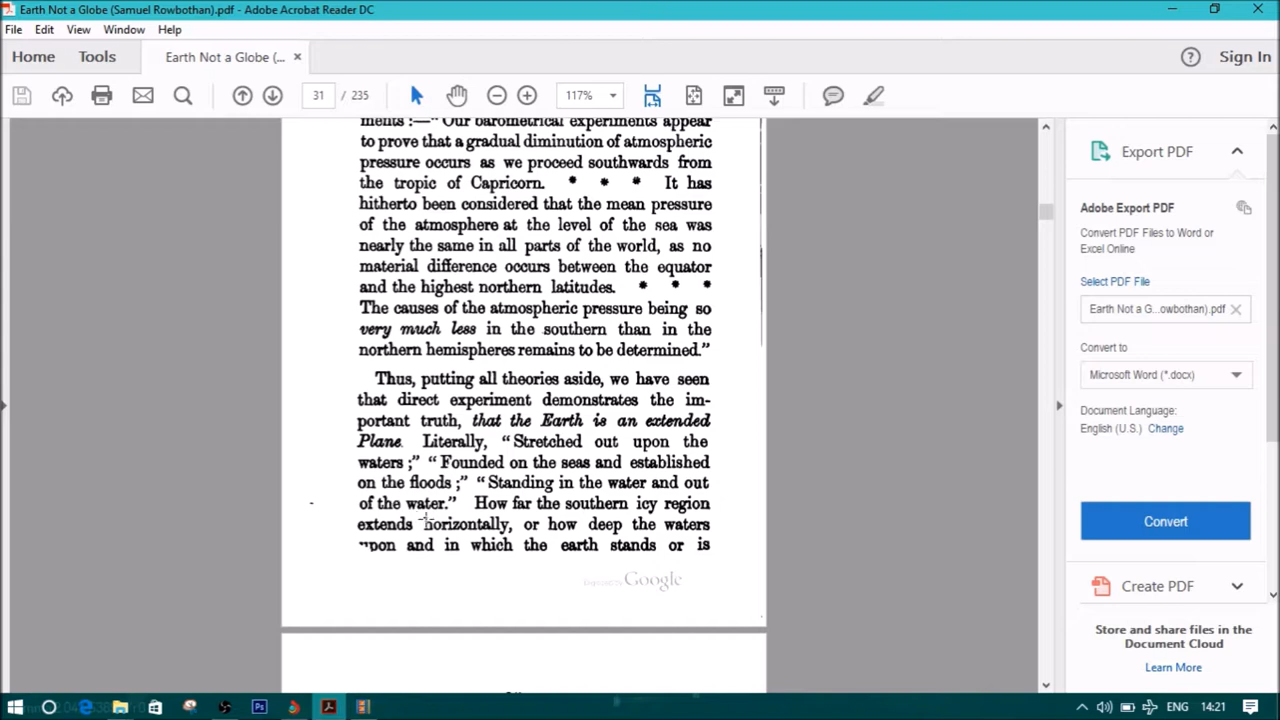 Earth Not a Globe (Samuel Rowbothan).pdf - Adobe Acrobat Reader DC
File Edit View Window Help
Home Tools Earth Not a Globe (... × Sign In
31 / 235 117%
ments :—"Our barometrical experiments appear
to prove that a gradual diminution of atmospheric
pressure occurs as we proceed southwards from
the tropic of Capricorn. * * * It has
hitherto been considered that the mean pressure
of the atmosphere at the level of the sea was
nearly the same in all parts of the world, as no
material difference occurs between the equator
and the highest northern latitudes. * * *
The causes of the atmospheric pressure being so
very much less in the southern than in the
northern hemispheres remains to be determined."
Thus, putting all theories aside, we have seen
that direct experiment demonstrates the im-
portant truth, that the Earth is an extended
Plane. Literally, "Stretched out upon the
waters ;" "Founded on the seas and established
on the floods ;" "Standing in the water and out
of the water." How far the southern icy region
extends horizontally, or how deep the waters
upon and in which the earth stands or is
Google
Export PDF
Adobe Export PDF
Convert PDF Files to Word or
Excel Online
Select PDF File
Earth Not a G...owbothan).pdf ×
Convert to
Microsoft Word (*.docx)
Document Language:
English (U.S.) Change
Convert
Create PDF
Store and share files in the
Document Cloud
Learn More
ENG 14:21